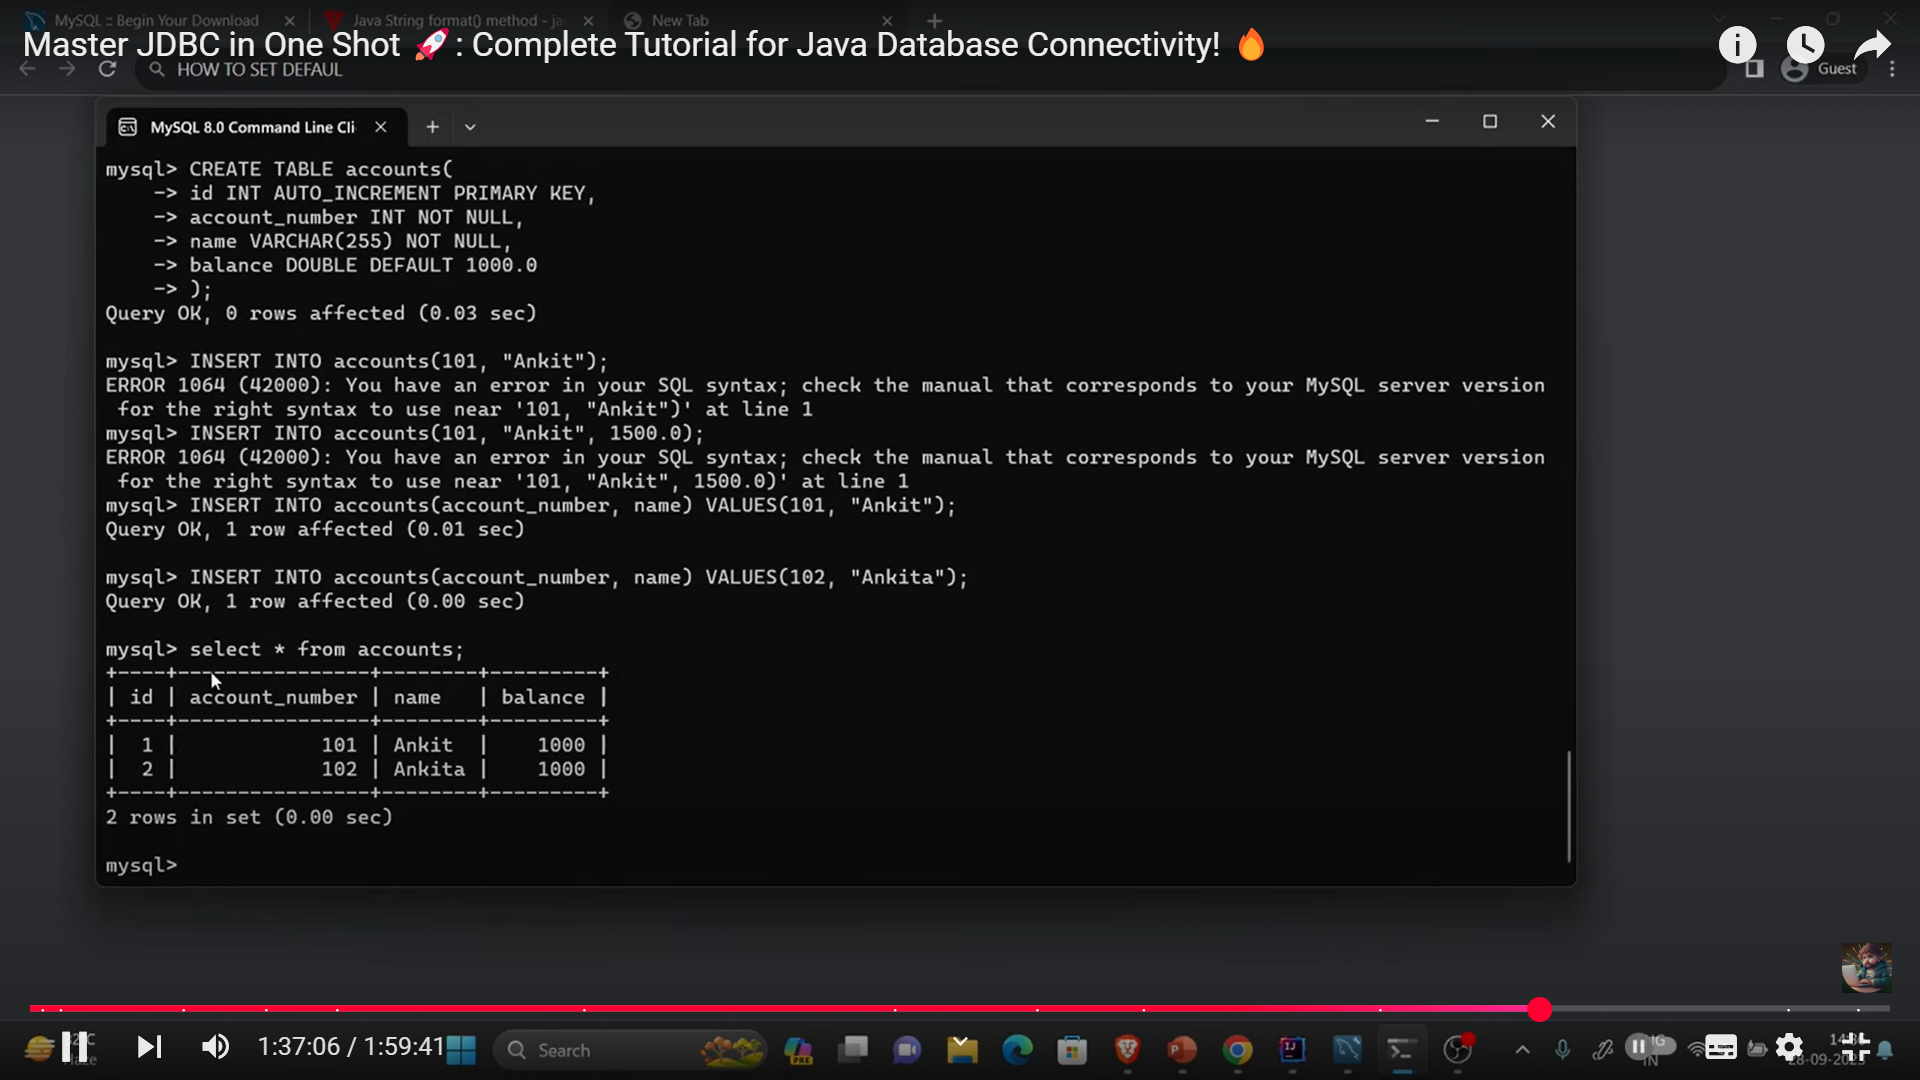 MySQL :: Begin Your Download
Java String format() method - ja
New Tab
Master JDBC in One Shot 🚀: Complete Tutorial for Java Database Connectivity! 🔥
HOW TO SET DEFAUL
Guest
MySQL 8.0 Command Line Cli
mysql> CREATE TABLE accounts(
-> id INT AUTO_INCREMENT PRIMARY KEY,
-> account_number INT NOT NULL,
-> name VARCHAR(255) NOT NULL,
-> balance DOUBLE DEFAULT 1000.0
-> );
Query OK, 0 rows affected (0.03 sec)
mysql> INSERT INTO accounts(101, "Ankit");
ERROR 1064 (42000): You have an error in your SQL syntax; check the manual that corresponds to your MySQL server version
for the right syntax to use near '101, "Ankit")' at line 1
mysql> INSERT INTO accounts(101, "Ankit", 1500.0);
ERROR 1064 (42000): You have an error in your SQL syntax; check the manual that corresponds to your MySQL server version
for the right syntax to use near '101, "Ankit", 1500.0)' at line 1
mysql> INSERT INTO accounts(account_number, name) VALUES(101, "Ankit");
Query OK, 1 row affected (0.01 sec)
mysql> INSERT INTO accounts(account_number, name) VALUES(102, "Ankita");
Query OK, 1 row affected (0.00 sec)
mysql> select * from accounts;
+----+----------------+--------+---------+
| id | account_number | name   | balance |
+----+----------------+--------+---------+
|  1 |            101 | Ankit  |    1000 |
|  2 |            102 | Ankita |    1000 |
+----+----------------+--------+---------+
2 rows in set (0.00 sec)
mysql>
1:37:06 / 1:59:41
Search
PRE
IN